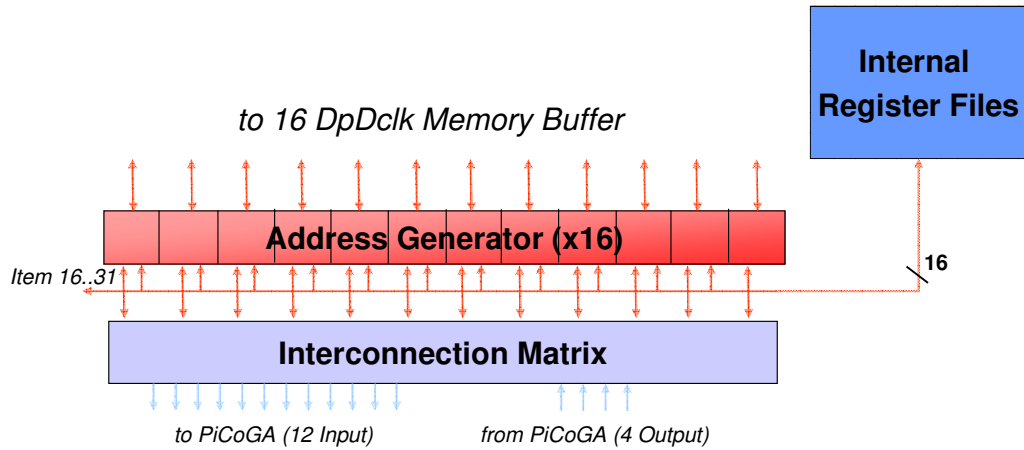 Internal
Register Files
to 16 DpDclk Memory Buffer
Address Generator (x16)
Item 16..31
16
Interconnection Matrix
to PiCoGA (12 Input)
from PiCoGA (4 Output)